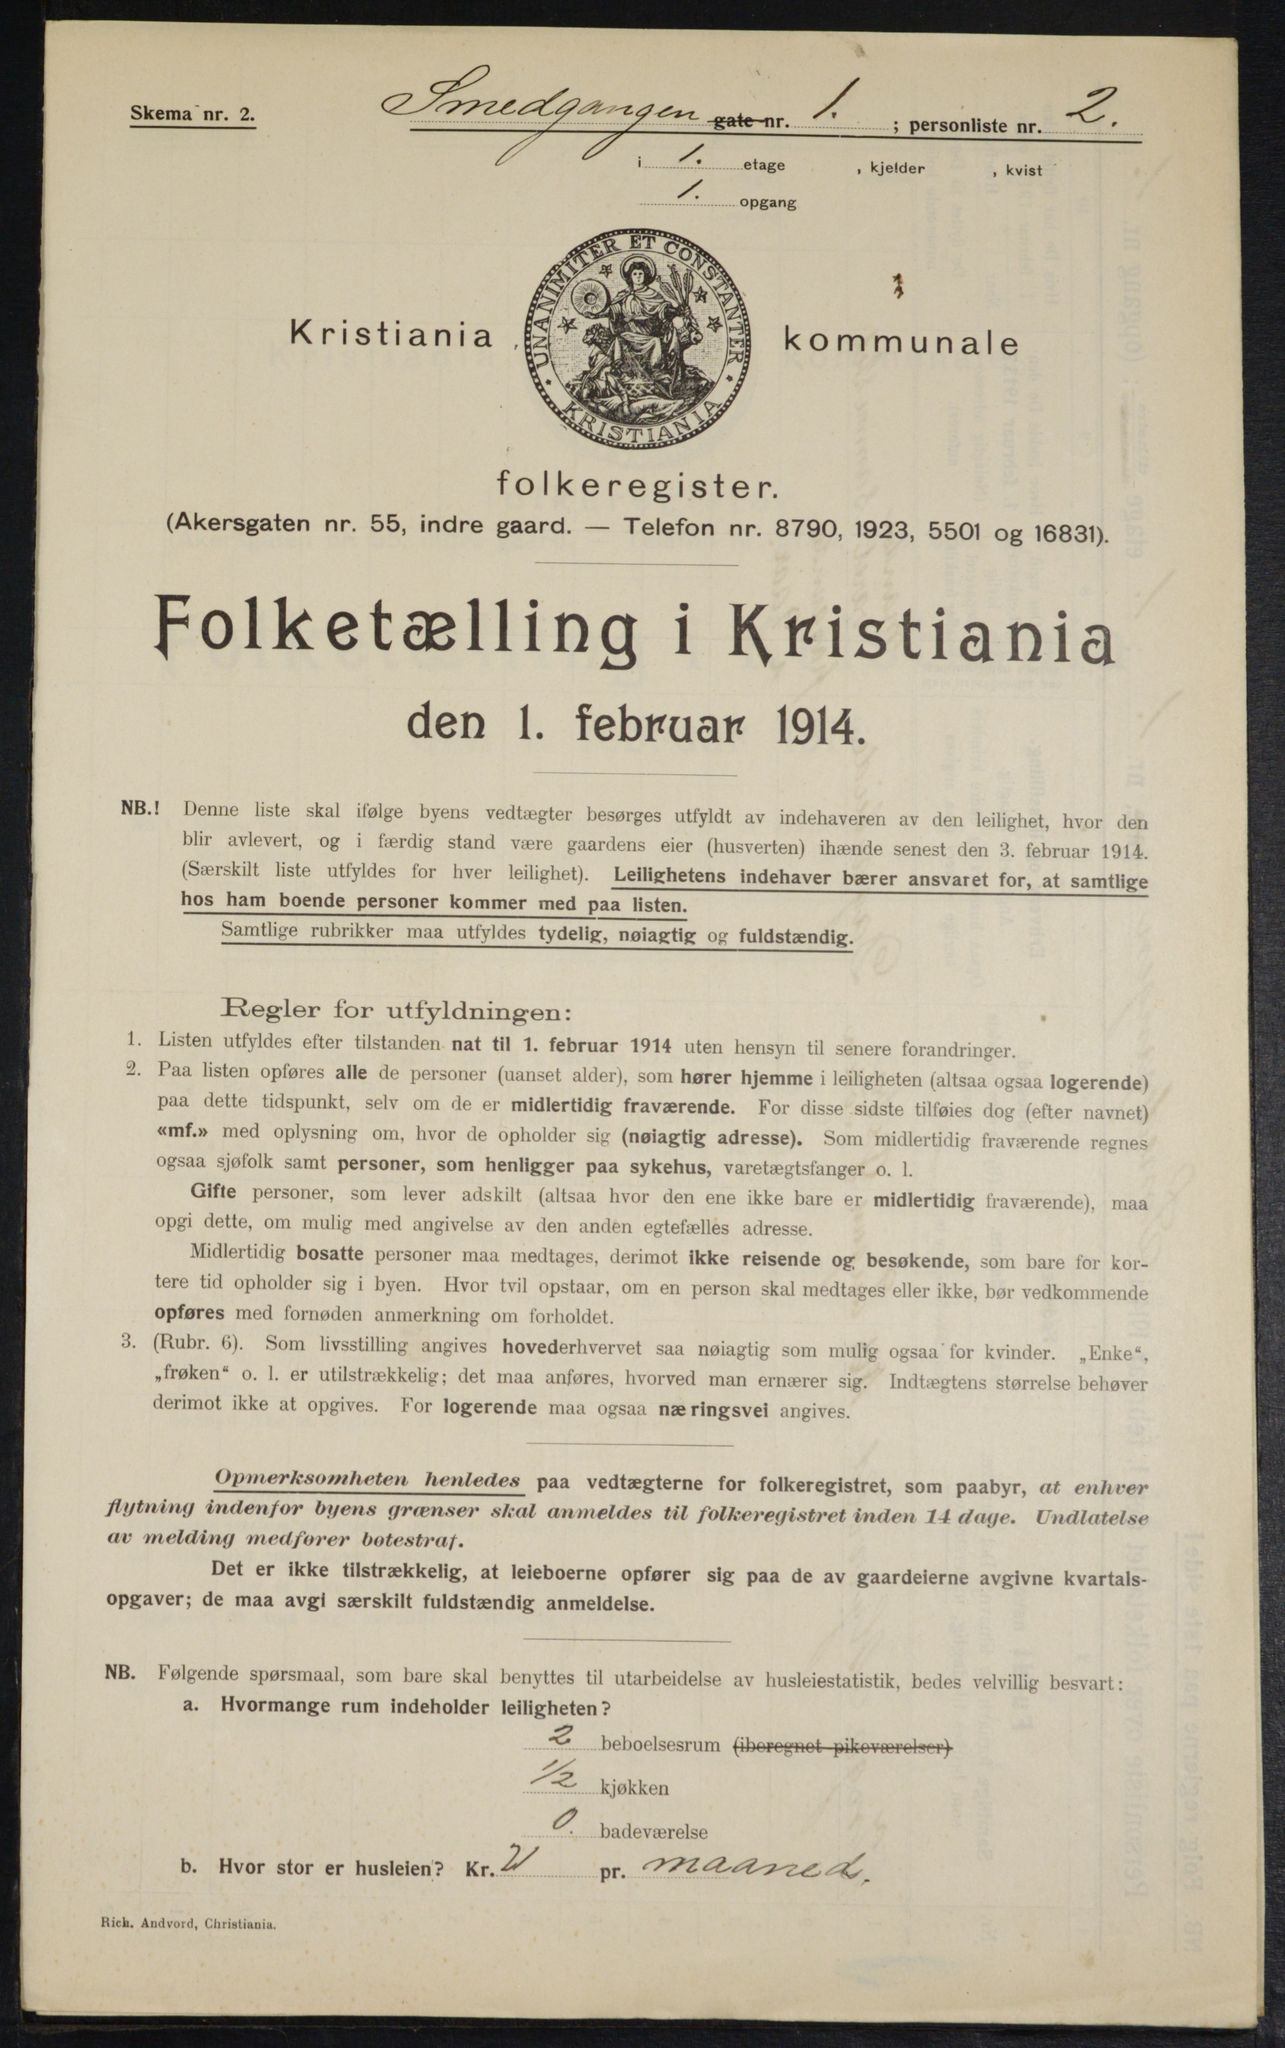 Skema nr. 2.
Smedgangen gate nr. 1. ; personliste nr. 2.
i 1. etage , kjelder , kvist
1. opgang
UNANIMITER ET CONSTANTER
KRISTIANIA
Kristiania kommunale
folkeregister.
(Akersgaten nr. 55, indre gaard. — Telefon nr. 8790, 1923, 5501 og 16831).
Folketælling i Kristiania
den 1. februar 1914.
NB.! Denne liste skal ifølge byens vedtægter besørges utfyldt av indehaveren av den leilighet, hvor den
blir avlevert, og i færdig stand være gaardens eier (husverten) ihænde senest den 3. februar 1914.
(Særskilt liste utfyldes for hver leilighet). Leilighetens indehaver bærer ansvaret for, at samtlige
hos ham boende personer kommer med paa listen.
Samtlige rubrikker maa utfyldes tydelig, nøiagtig og fuldstændig.
Regler for utfyldningen:
1. Listen utfyldes efter tilstanden nat til 1. februar 1914 uten hensyn til senere forandringer.
2. Paa listen opføres alle de personer (uanset alder), som hører hjemme i leiligheten (altsaa ogsaa logerende)
paa dette tidspunkt, selv om de er midlertidig fraværende. For disse sidste tilføies dog (efter navnet)
«mf.» med oplysning om, hvor de opholder sig (nøiagtig adresse). Som midlertidig fraværende regnes
ogsaa sjøfolk samt personer, som henligger paa sykehus, varetægtsfanger o. l.
Gifte personer, som lever adskilt (altsaa hvor den ene ikke bare er midlertidig fraværende), maa
opgi dette, om mulig med angivelse av den anden egtefælles adresse.
Midlertidig bosatte personer maa medtages, derimot ikke reisende og besøkende, som bare for kor-
tere tid opholder sig i byen. Hvor tvil opstaar, om en person skal medtages eller ikke, bør vedkommende
opføres med fornøden anmerkning om forholdet.
3. (Rubr. 6). Som livsstilling angives hovederhvervet saa nøiagtig som mulig ogsaa for kvinder. „Enke“,
„frøken“ o. l. er utilstrækkelig; det maa anføres, hvorved man ernærer sig. Indtægtens størrelse behøver
derimot ikke at opgives. For logerende maa ogsaa næringsvei angives.
Opmerksomheten henledes paa vedtægterne for folkeregistret, som paabyr, at enhver
flytning indenfor byens grænser skal anmeldes til folkeregistret inden 14 dage. Undlatelse
av melding medfører bøtestraf.
Det er ikke tilstrækkelig, at leieboerne opfører sig paa de av gaardeierne avgivne kvartals-
opgaver; de maa avgi særskilt fuldstændig anmeldelse.
NB. Følgende spørsmaal, som bare skal benyttes til utarbeidelse av husleiestatistik, bedes velvillig besvart:
a. Hvormange rum indeholder leiligheten?
2 beboelsesrum (iberegnet pikeværelser)
1/2 kjøkken
0. badeværelse
b. Hvor stor er husleien? Kr. pr. maaned.
Rich. Andvord, Christiania.